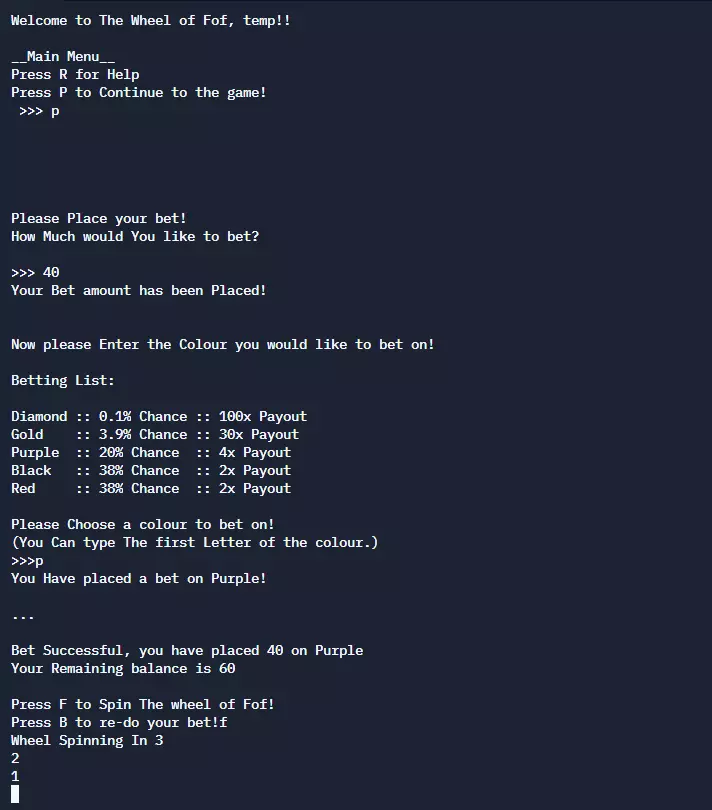 Welcome to The Wheel of Fof, temp!!
__Main Menu__
Press R for Help
Press P to Continue to the game!
>>> p
Please Place your bet!
How Much would You like to bet?
>>> 40
Your Bet amount has been Placed!
Now please Enter the Colour you would like to bet on!
Betting List:
Diamond :: 0.1% Chance :: 100x Payout
Gold    :: 3.9% Chance :: 30x Payout
Purple  :: 20% Chance  :: 4x Payout
Black   :: 38% Chance  :: 2x Payout
Red     :: 38% Chance  :: 2x Payout
Please Choose a colour to bet on!
(You Can type The first Letter of the colour.)
>>>p
You Have placed a bet on Purple!
...
Bet Successful, you have placed 40 on Purple
Your Remaining balance is 60
Press F to Spin The wheel of Fof!
Press B to re-do your bet!f
Wheel Spinning In 3
2
1